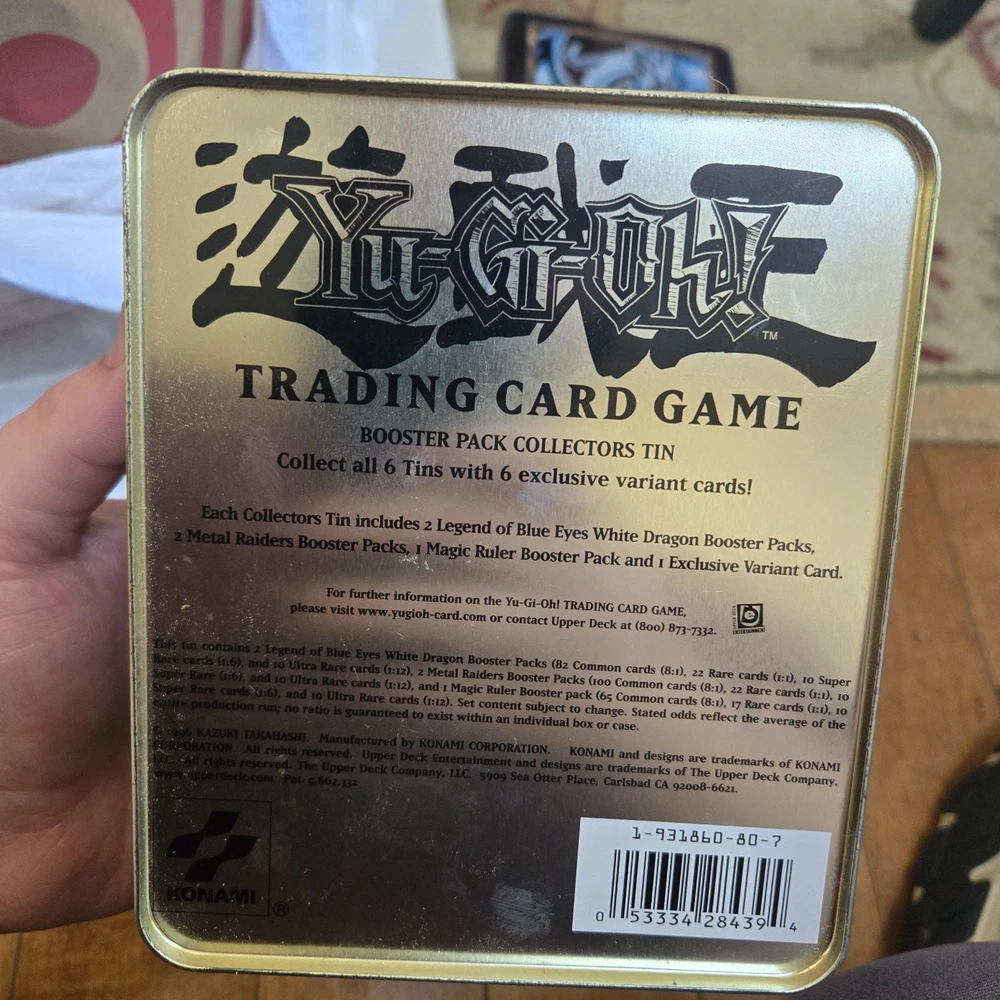 遊戯王
Yu-Gi-Oh!
TM
TRADING CARD GAME
BOOSTER PACK COLLECTORS TIN
Collect all 6 Tins with 6 exclusive variant cards!
Each Collectors Tin includes 2 Legend of Blue Eyes White Dragon Booster Packs,
2 Metal Raiders Booster Packs, 1 Magic Ruler Booster Pack and 1 Exclusive Variant Card.
For further information on the Yu-Gi-Oh! TRADING CARD GAME,
please visit www.yugioh-card.com or contact Upper Deck at (800) 873-7332.
UPPER DECK
ENTERTAINMENT
This tin contains 2 Legend of Blue Eyes White Dragon Booster Packs (82 Common cards (8:1), 22 Rare cards (1:1), 10 Super
Rare cards (1:6), and 10 Ultra Rare cards (1:12), 2 Metal Raiders Booster Packs (100 Common cards (8:1), 22 Rare cards (1:1), 10
Super Rare (1:6), and 10 Ultra Rare cards (1:12), and 1 Magic Ruler Booster pack (65 Common cards (8:1), 17 Rare cards (1:1), 10
Super Rare cards (1:6), and 10 Ultra Rare cards (1:12). Set content subject to change. Stated odds reflect the average of the
entire production run; no ratio is guaranteed to exist within an individual box or case.
© 1996 KAZUKI TAKAHASHI. Manufactured by KONAMI CORPORATION. KONAMI and designs are trademarks of KONAMI
CORPORATION. All rights reserved. Upper Deck Entertainment and designs are trademarks of The Upper Deck Company,
LLC. All rights reserved. The Upper Deck Company, LLC. 5909 Sea Otter Place, Carlsbad CA 92008-6621.
www.upperdeck.com Pat. 5,662,332
KONAMI
®
1-931860-80-7
0 53334 28439 4